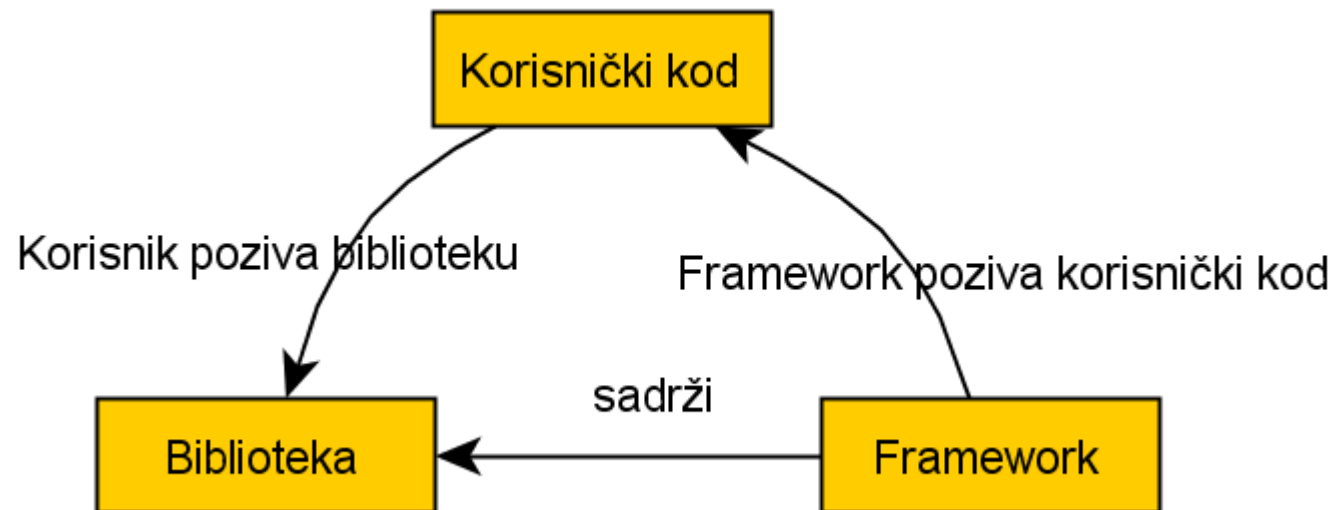 Korisnički kod
Korisnik poziva biblioteku
Framework poziva korisnički kod
sadrži
Biblioteka
Framework